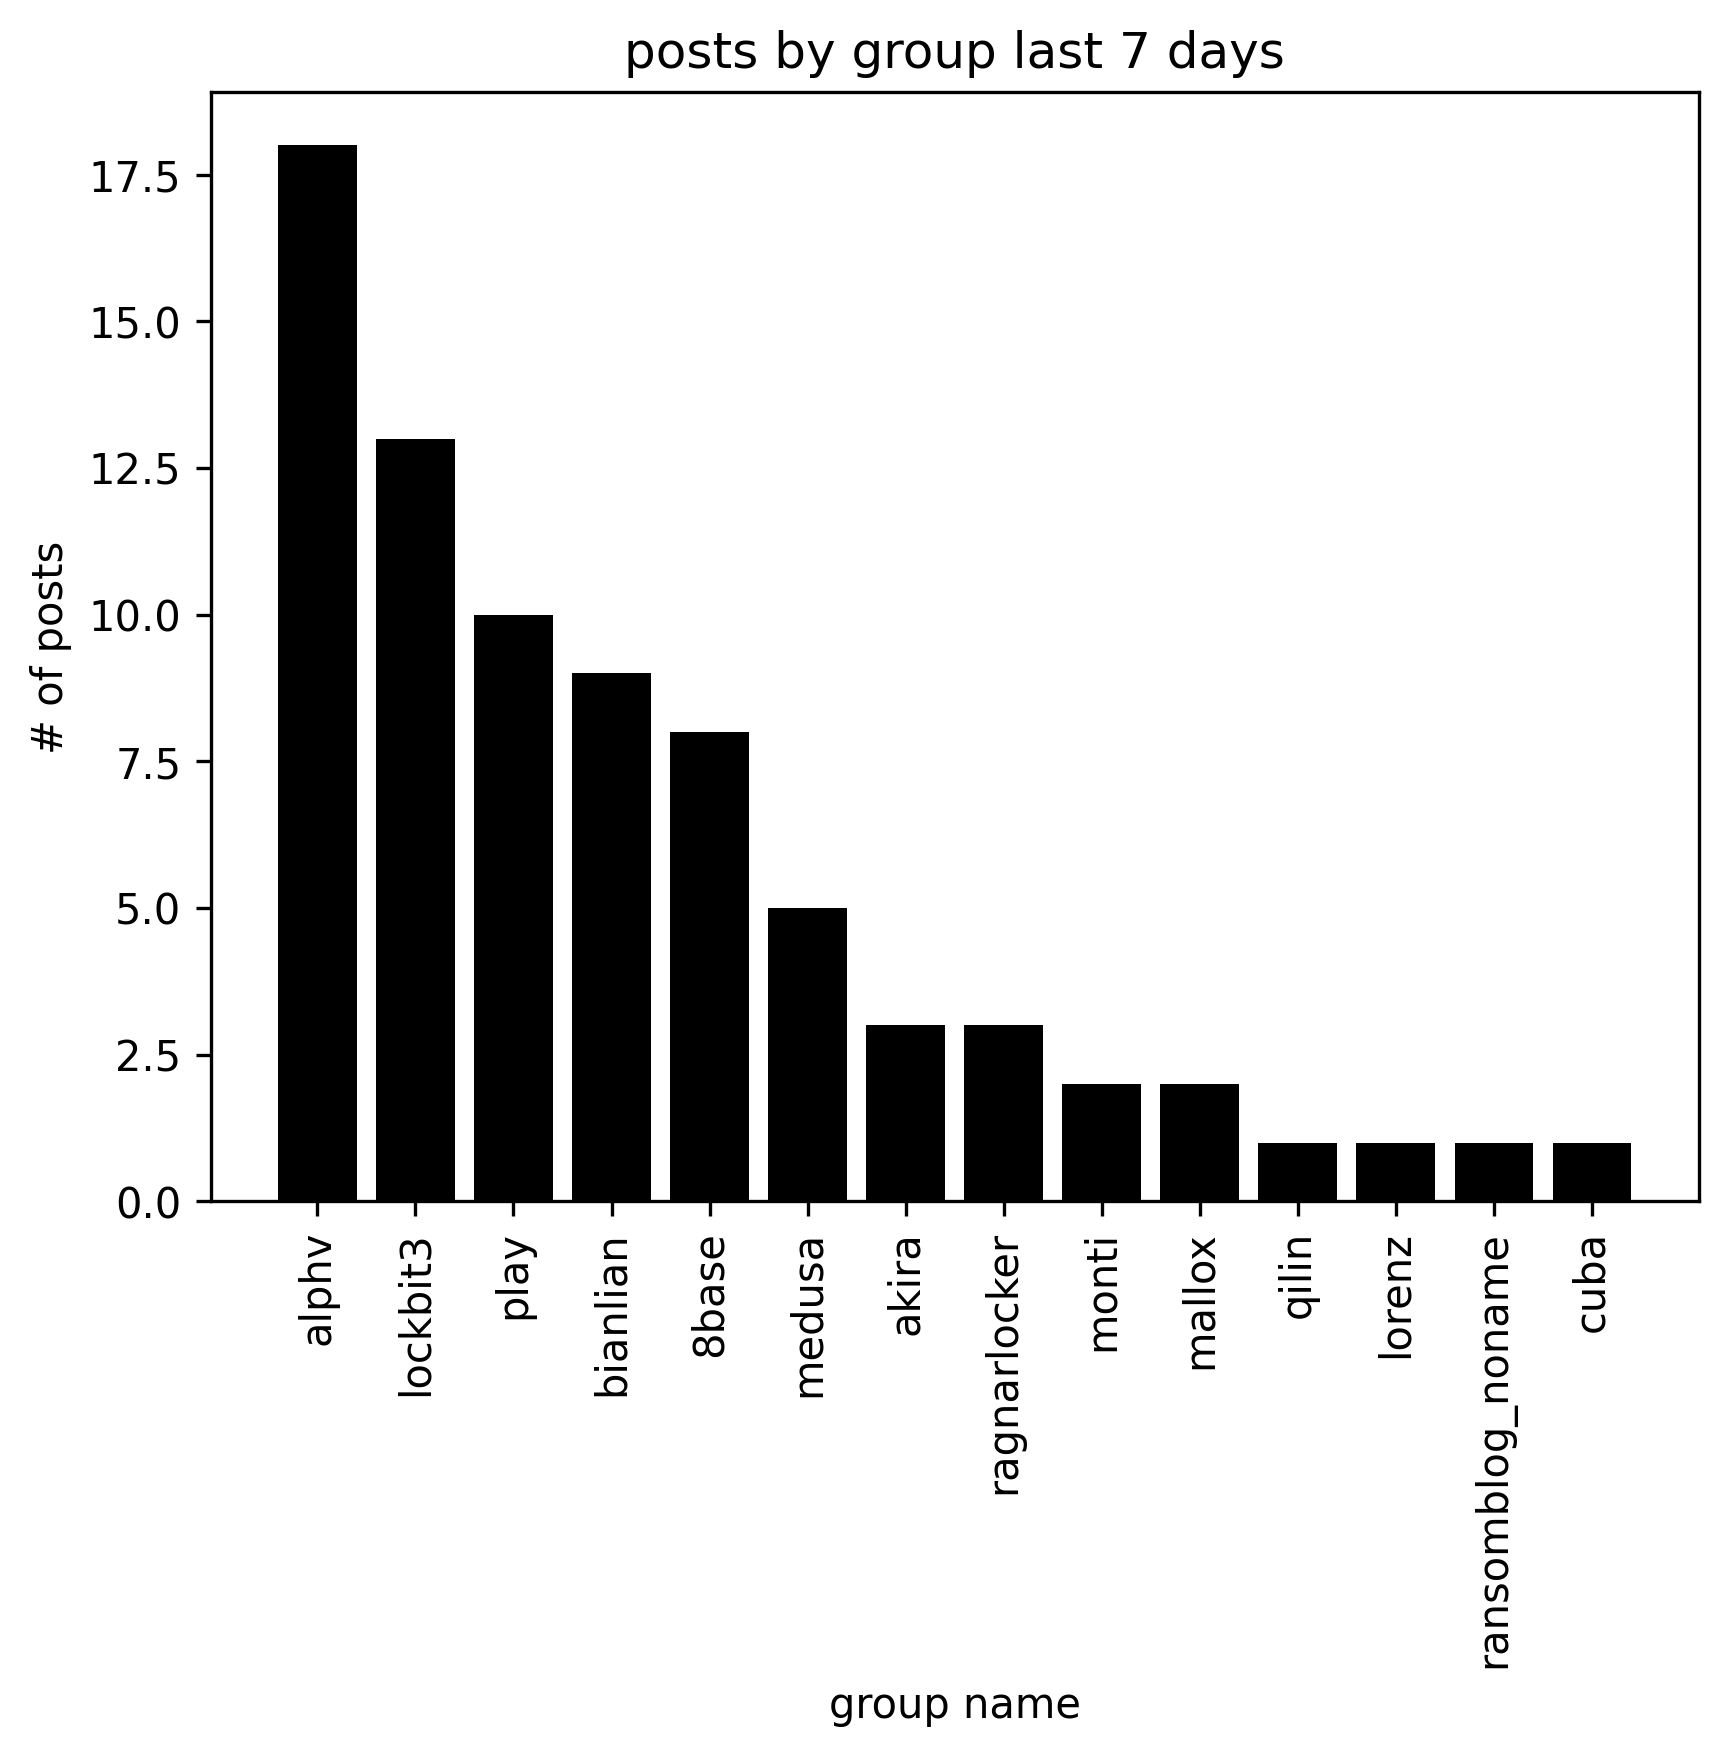 posts by group last 7 days
# of posts
17.5
15.0
12.5
10.0
7.5
5.0
2.5
0.0
alphv
lockbit3
play
bianlian
8base
medusa
akira
ragnarlocker
monti
mallox
qilin
lorenz
ransomblog_noname
cuba
group name